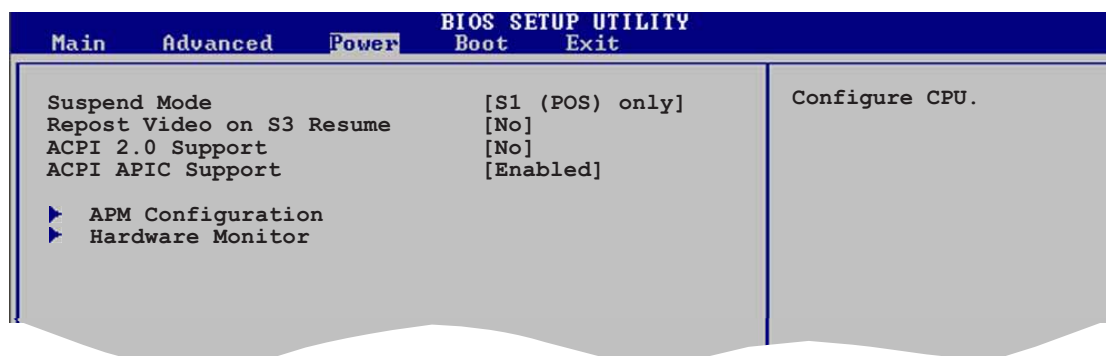 BIOS SETUP UTILITY
Main Advanced Power Boot Exit
Suspend Mode [S1 (POS) only]
Repost Video on S3 Resume [No]
ACPI 2.0 Support [No]
ACPI APIC Support [Enabled]
APM Configuration
Hardware Monitor
Configure CPU.